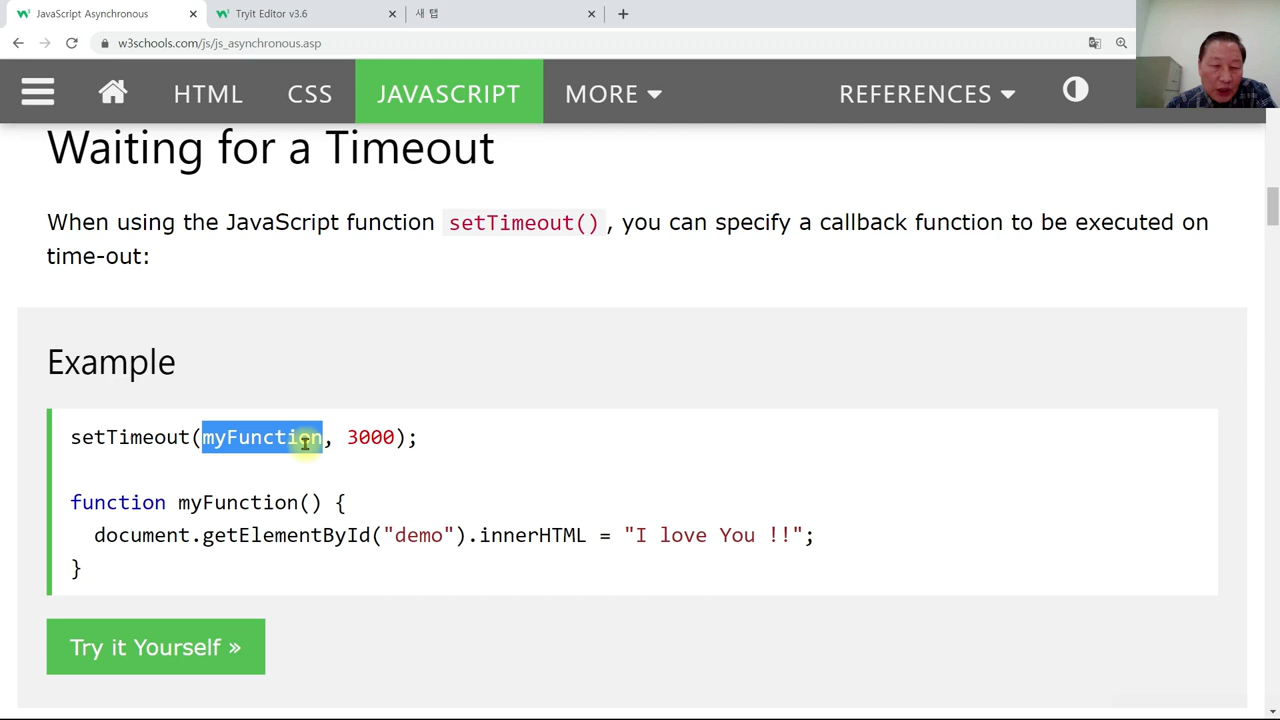 JavaScript Asynchronous
Tryit Editor v3.6
새 탭
w3schools.com/js/js_asynchronous.asp
HTML
CSS
JAVASCRIPT
MORE
REFERENCES
Waiting for a Timeout
When using the JavaScript function setTimeout(), you can specify a callback function to be executed on
time-out:
Example
setTimeout(myFunction, 3000);
function myFunction() {
document.getElementById("demo").innerHTML = "I love You !!";
}
Try it Yourself »